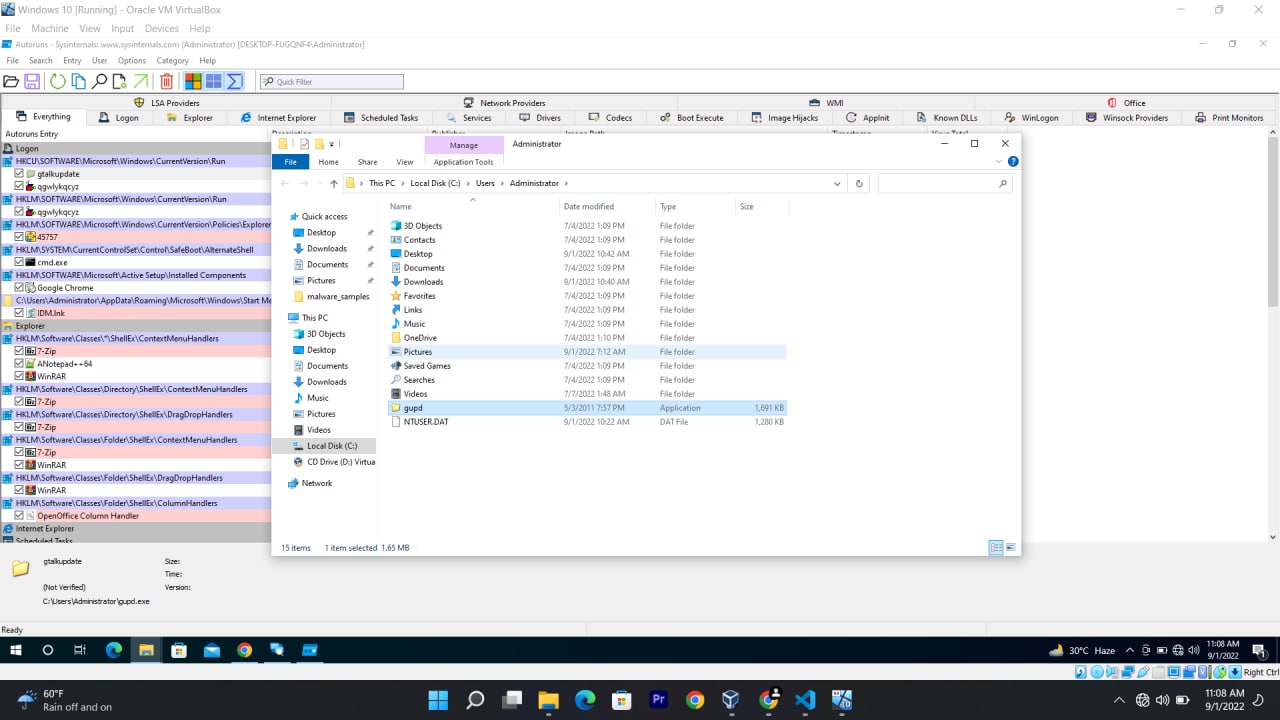 Windows 10 [Running] - Oracle VM VirtualBox
File Machine View Input Devices Help
Autoruns - Sysinternals: www.sysinternals.com (Administrator) [DESKTOP-FUGQNF4\Administrator]
File Search Entry User Options Category Help
Quick Filter
LSA Providers Network Providers WMI Office
Everything Logon Explorer Internet Explorer Scheduled Tasks Services Drivers Codecs Boot Execute Image Hijacks AppInit Known DLLs WinLogon Winsock Providers Print Monitors
Autoruns Entry
Logon
HKCU\SOFTWARE\Microsoft\Windows\CurrentVersion\Run
gtalkupdate
qgwlykqcyz
HKLM\SOFTWARE\Microsoft\Windows\CurrentVersion\Run
qgwlykqcyz
HKLM\SOFTWARE\Microsoft\Windows\CurrentVersion\Policies\Explorer
45757
HKLM\SYSTEM\CurrentControlSet\Control\SafeBoot\AlternateShell
cmd.exe
HKLM\SOFTWARE\Microsoft\Active Setup\Installed Components
Google Chrome
C:\Users\Administrator\AppData\Roaming\Microsoft\Windows\Start Me
IDM.lnk
Explorer
HKLM\Software\Classes\*\ShellEx\ContextMenuHandlers
7-Zip
ANotepad++64
WinRAR
HKLM\Software\Classes\Directory\ShellEx\ContextMenuHandlers
7-Zip
HKLM\Software\Classes\Directory\ShellEx\DragDropHandlers
7-Zip
HKLM\Software\Classes\Folder\ShellEx\ContextMenuHandlers
7-Zip
WinRAR
HKLM\Software\Classes\Folder\ShellEx\DragDropHandlers
WinRAR
HKLM\Software\Classes\Folder\ShellEx\ColumnHandlers
OpenOffice Column Handler
Internet Explorer
Scheduled Tasks
Manage Administrator
File Home Share View Application Tools
This PC > Local Disk (C:) > Users > Administrator >
Name Date modified Type Size
Quick access
Desktop
Downloads
Documents
Pictures
malware_samples
This PC
3D Objects
Desktop
Documents
Downloads
Music
Pictures
Videos
Local Disk (C:)
CD Drive (D:) Virtua
Network
3D Objects 7/4/2022 1:09 PM File folder
Contacts 7/4/2022 1:09 PM File folder
Desktop 9/1/2022 10:42 AM File folder
Documents 7/4/2022 1:09 PM File folder
Downloads 9/1/2022 10:40 AM File folder
Favorites 7/4/2022 1:09 PM File folder
Links 7/4/2022 1:09 PM File folder
Music 7/4/2022 1:09 PM File folder
OneDrive 7/4/2022 1:10 PM File folder
Pictures 9/1/2022 7:12 AM File folder
Saved Games 7/4/2022 1:09 PM File folder
Searches 7/4/2022 1:09 PM File folder
Videos 7/7/2022 1:48 AM File folder
gupd 5/3/2011 7:57 PM Application 1,691 KB
NTUSER.DAT 9/1/2022 10:22 AM DAT File 1,280 KB
15 items 1 item selected 1.65 MB
gtalkupdate Size:
Time:
(Not Verified) Version:
C:\Users\Administrator\gupd.exe
Ready
30°C Haze 11:08 AM
9/1/2022
Right Ctrl
60°F
Rain off and on
Pr
11:08 AM
9/1/2022